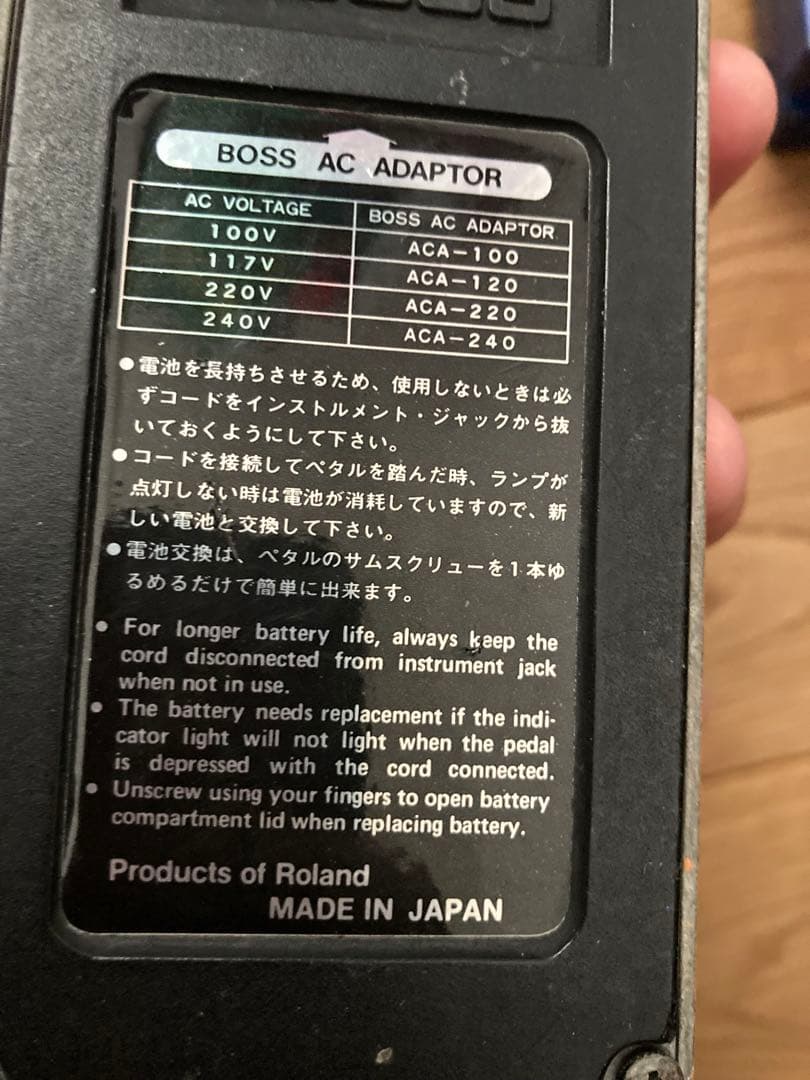 BOSS AC ADAPTOR
AC VOLTAGE BOSS AC ADAPTOR
100V ACA-100
117V ACA-120
220V ACA-220
240V ACA-240
●電池を長持ちさせるため、使用しないときは必
ずコードをインストルメント・ジャックから抜
いておくようにして下さい。
●コードを接続してペタルを踏んだ時、ランプが
点灯しない時は電池が消耗していますので、新
しい電池と交換して下さい。
●電池交換は、ペタルのサムスクリューを1本ゆ
るめるだけで簡単に出来ます。
● For longer battery life, always keep the
cord disconnected from instrument jack
when not in use.
● The battery needs replacement if the indi-
cator light will not light when the pedal
is depressed with the cord connected.
● Unscrew using your fingers to open battery
compartment lid when replacing battery.
Products of Roland
MADE IN JAPAN